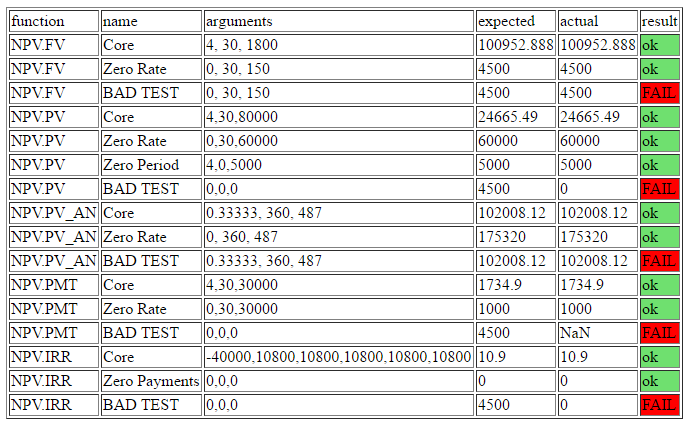 function name arguments expected actual result
NPV.FV Core 4, 30, 1800 100952.888 100952.888 ok
NPV.FV Zero Rate 0, 30, 150 4500 4500 ok
NPV.FV BAD TEST 0, 30, 150 4500 4500 FAIL
NPV.PV Core 4,30,80000 24665.49 24665.49 ok
NPV.PV Zero Rate 0,30,60000 60000 60000 ok
NPV.PV Zero Period 4,0,5000 5000 5000 ok
NPV.PV BAD TEST 0,0,0 4500 0 FAIL
NPV.PV_AN Core 0.33333, 360, 487 102008.12 102008.12 ok
NPV.PV_AN Zero Rate 0, 360, 487 175320 175320 ok
NPV.PV_AN BAD TEST 0.33333, 360, 487 102008.12 102008.12 FAIL
NPV.PMT Core 4,30,30000 1734.9 1734.9 ok
NPV.PMT Zero Rate 0,30,30000 1000 1000 ok
NPV.PMT BAD TEST 0,0,0 4500 NaN FAIL
NPV.IRR Core -40000,10800,10800,10800,10800,10800 10.9 10.9 ok
NPV.IRR Zero Payments 0,0,0 0 0 ok
NPV.IRR BAD TEST 0,0,0 4500 0 FAIL